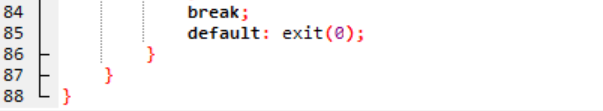 84 break;
85 default: exit(0);
86 }
87 }
88 }